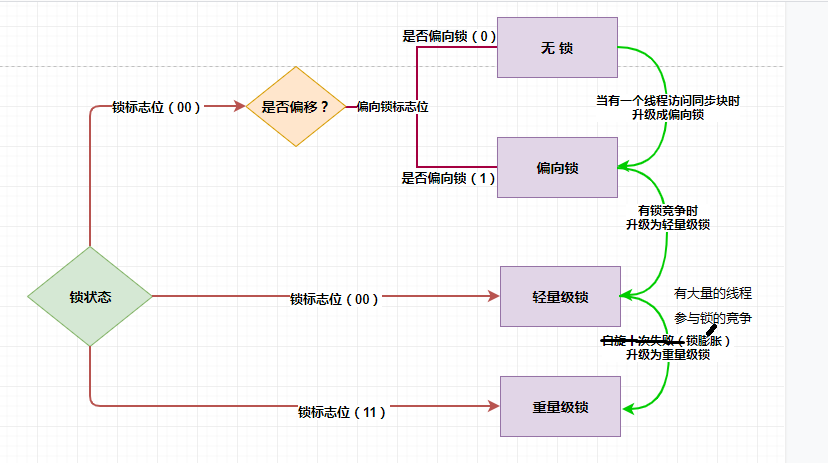 是否偏向锁（0）
无 锁
当有一个线程访问同步块时
升级成偏向锁
锁标志位（00）
是否偏移？
偏向锁标志位
是否偏向锁（1）
偏向锁
有锁竞争时
升级为轻量级锁
锁状态
锁标志位（00）
轻量级锁
有大量的线程
参与锁的竞争
自旋十次失败（锁膨胀）
升级为重量级锁
锁标志位（11）
重量级锁